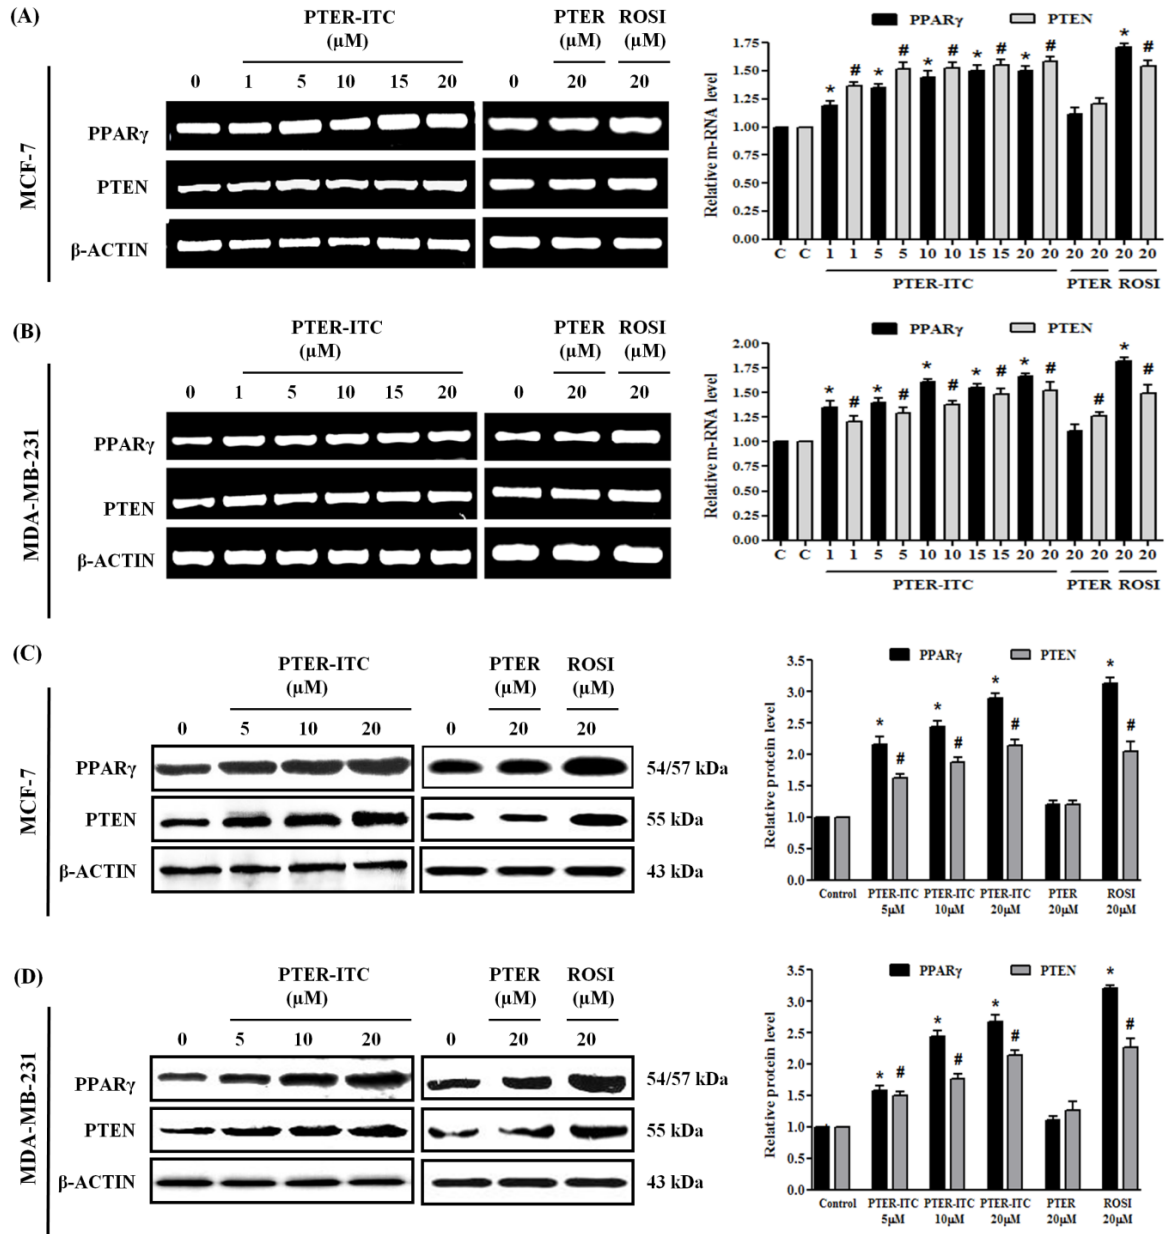 (A)
MCF-7
PTER-ITC
(µM)
PTER
(µM)
ROSI
(µM)
0 1 5 10 15 20 0 20 20
PPARγ
PTEN
β-ACTIN
PPARγ PTEN
Relative m-RNA level
1.75
1.50
1.25
1.00
0.75
0.50
0.25
0.00
* # * # * # * # * # * #
C C 1 1 5 5 10 10 15 15 20 20 20 20 20 20
PTER-ITC PTER ROSI
(B)
MDA-MB-231
PTER-ITC
(µM)
PTER
(µM)
ROSI
(µM)
0 1 5 10 15 20 0 20 20
PPARγ
PTEN
β-ACTIN
PPARγ PTEN
Relative m-RNA level
2.00
1.75
1.50
1.25
1.00
0.75
0.50
0.25
0.00
* # * # * # * # * # # * #
C C 1 1 5 5 10 10 15 15 20 20 20 20 20 20
PTER-ITC PTER ROSI
(C)
MCF-7
PTER-ITC
(µM)
PTER
(µM)
ROSI
(µM)
0 5 10 20 0 20 20
PPARγ 54/57 kDa
PTEN 55 kDa
β-ACTIN 43 kDa
PPARγ PTEN
Relative protein level
3.5
3.0
2.5
2.0
1.5
1.0
0.5
0.0
* # * # * # * #
Control PTER-ITC PTER-ITC PTER-ITC PTER ROSI
5µM 10µM 20µM 20µM 20µM
(D)
MDA-MB-231
PTER-ITC
(µM)
PTER
(µM)
ROSI
(µM)
0 5 10 20 0 20 20
PPARγ 54/57 kDa
PTEN 55 kDa
β-ACTIN 43 kDa
PPARγ PTEN
Relative protein level
3.5
3.0
2.5
2.0
1.5
1.0
0.5
0.0
* # * # * # * #
Control PTER-ITC PTER-ITC PTER-ITC PTER ROSI
5µM 10µM 20µM 20µM 20µM